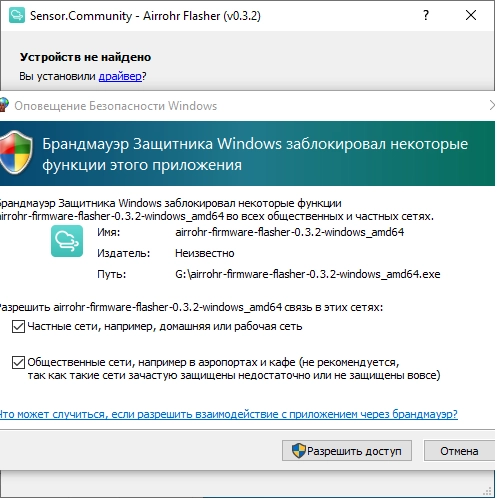 Sensor.Community - Airrohr Flasher (v0.3.2)
Устройств не найдено
Вы установили драйвер?
Оповещение Безопасности Windows
Брандмауэр Защитника Windows заблокировал некоторые
функции этого приложения
Брандмауэр Защитника Windows заблокировал некоторые функции
airrohr-firmware-flasher-0.3.2-windows_amd64 во всех общественных и частных сетях.
Имя: airrohr-firmware-flasher-0.3.2-windows_amd64
Издатель: Неизвестно
Путь: G:\airrohr-firmware-flasher-0.3.2-windows_amd64.exe
Разрешить airrohr-firmware-flasher-0.3.2-windows_amd64 связь в этих сетях:
Частные сети, например, домашняя или рабочая сеть
Общественные сети, например в аэропортах и кафе (не рекомендуется,
так как такие сети зачастую защищены недостаточно или не защищены вовсе)
Что может случиться, если разрешить взаимодействие с приложением через брандмауэр?
Разрешить доступ
Отмена